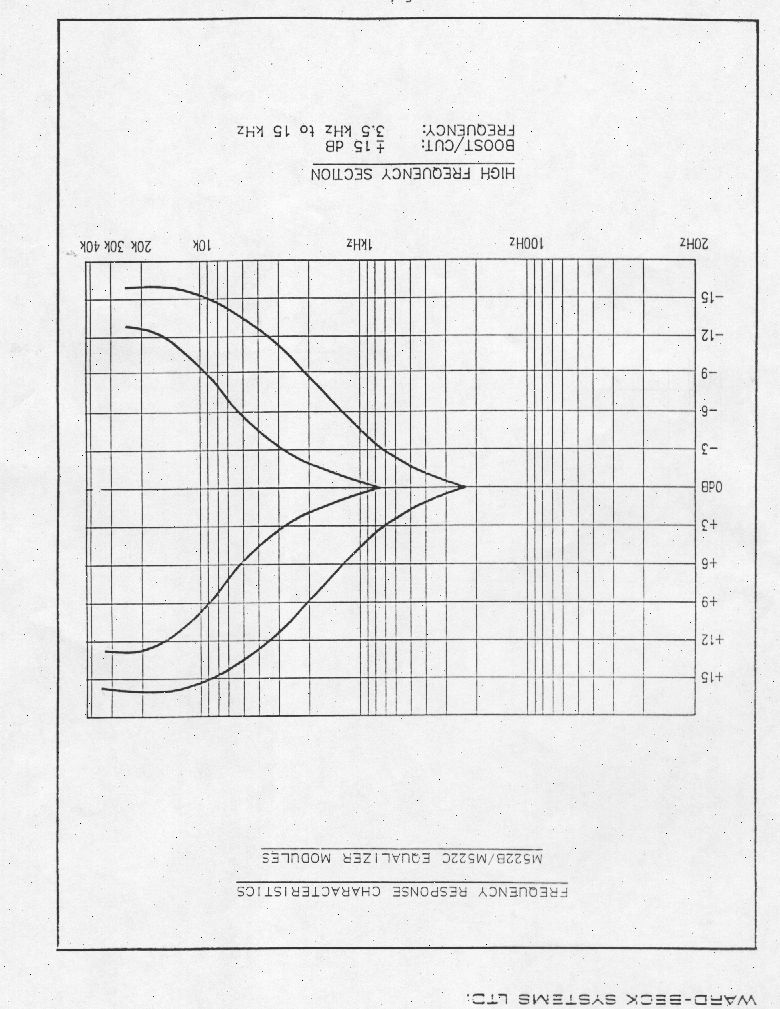 WARD-BECK SYSTEMS LTD.
FREQUENCY RESPONSE CHARACTERISTICS
M522B/M522C EQUALIZER MODULES
+15
+12
+9
+6
+3
0dB
-3
-6
-9
-12
-15
20Hz 100Hz 1kHz 10k 20k 30k 40k
HIGH FREQUENCY SECTION
BOOST/CUT: ±15 dB
FREQUENCY: 3.5 kHz to 15 kHz